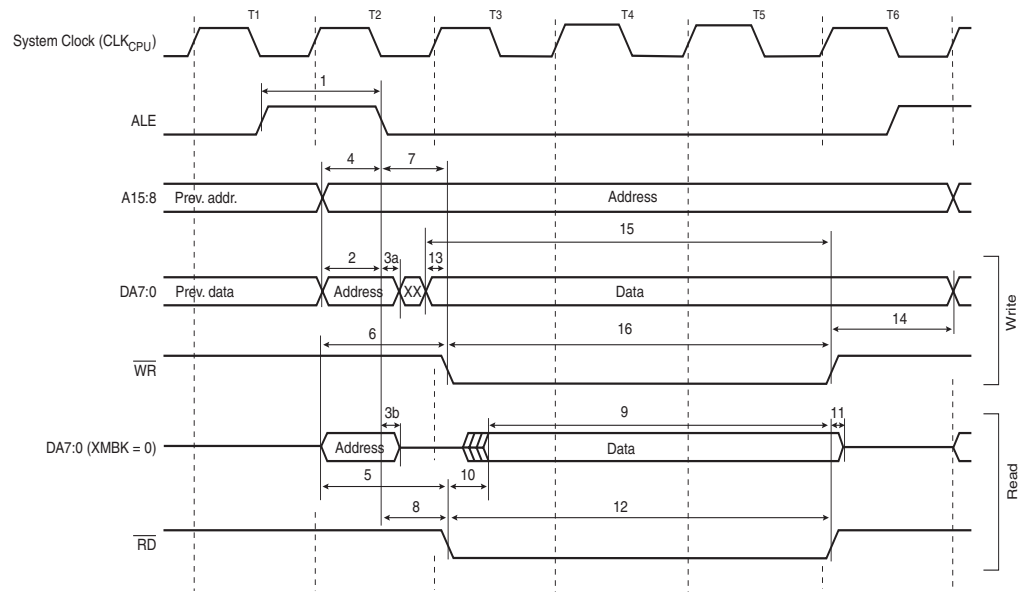 T1 T2 T3 T4 T5 T6
System Clock (CLKCPU)
1
ALE
4 7
A15:8 Prev. addr. Address
15
2 3a 13
DA7:0 Prev. data Address XX Data
14
6 16
WR
Write
3b 9 11
DA7:0 (XMBK = 0) Address Data
5 10
8 12
RD
Read